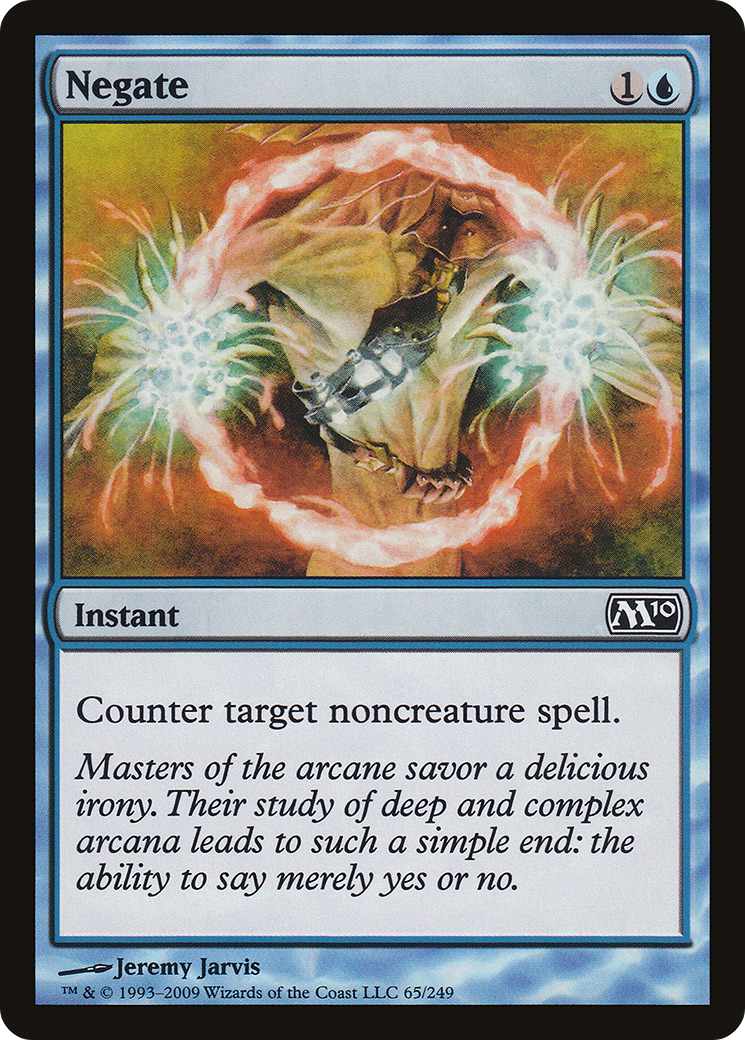 Negate 1
Instant M10
Counter target noncreature spell.
Masters of the arcane savor a delicious
irony. Their study of deep and complex
arcana leads to such a simple end: the
ability to say merely yes or no.
Jeremy Jarvis
™ & © 1993–2009 Wizards of the Coast LLC 65/249